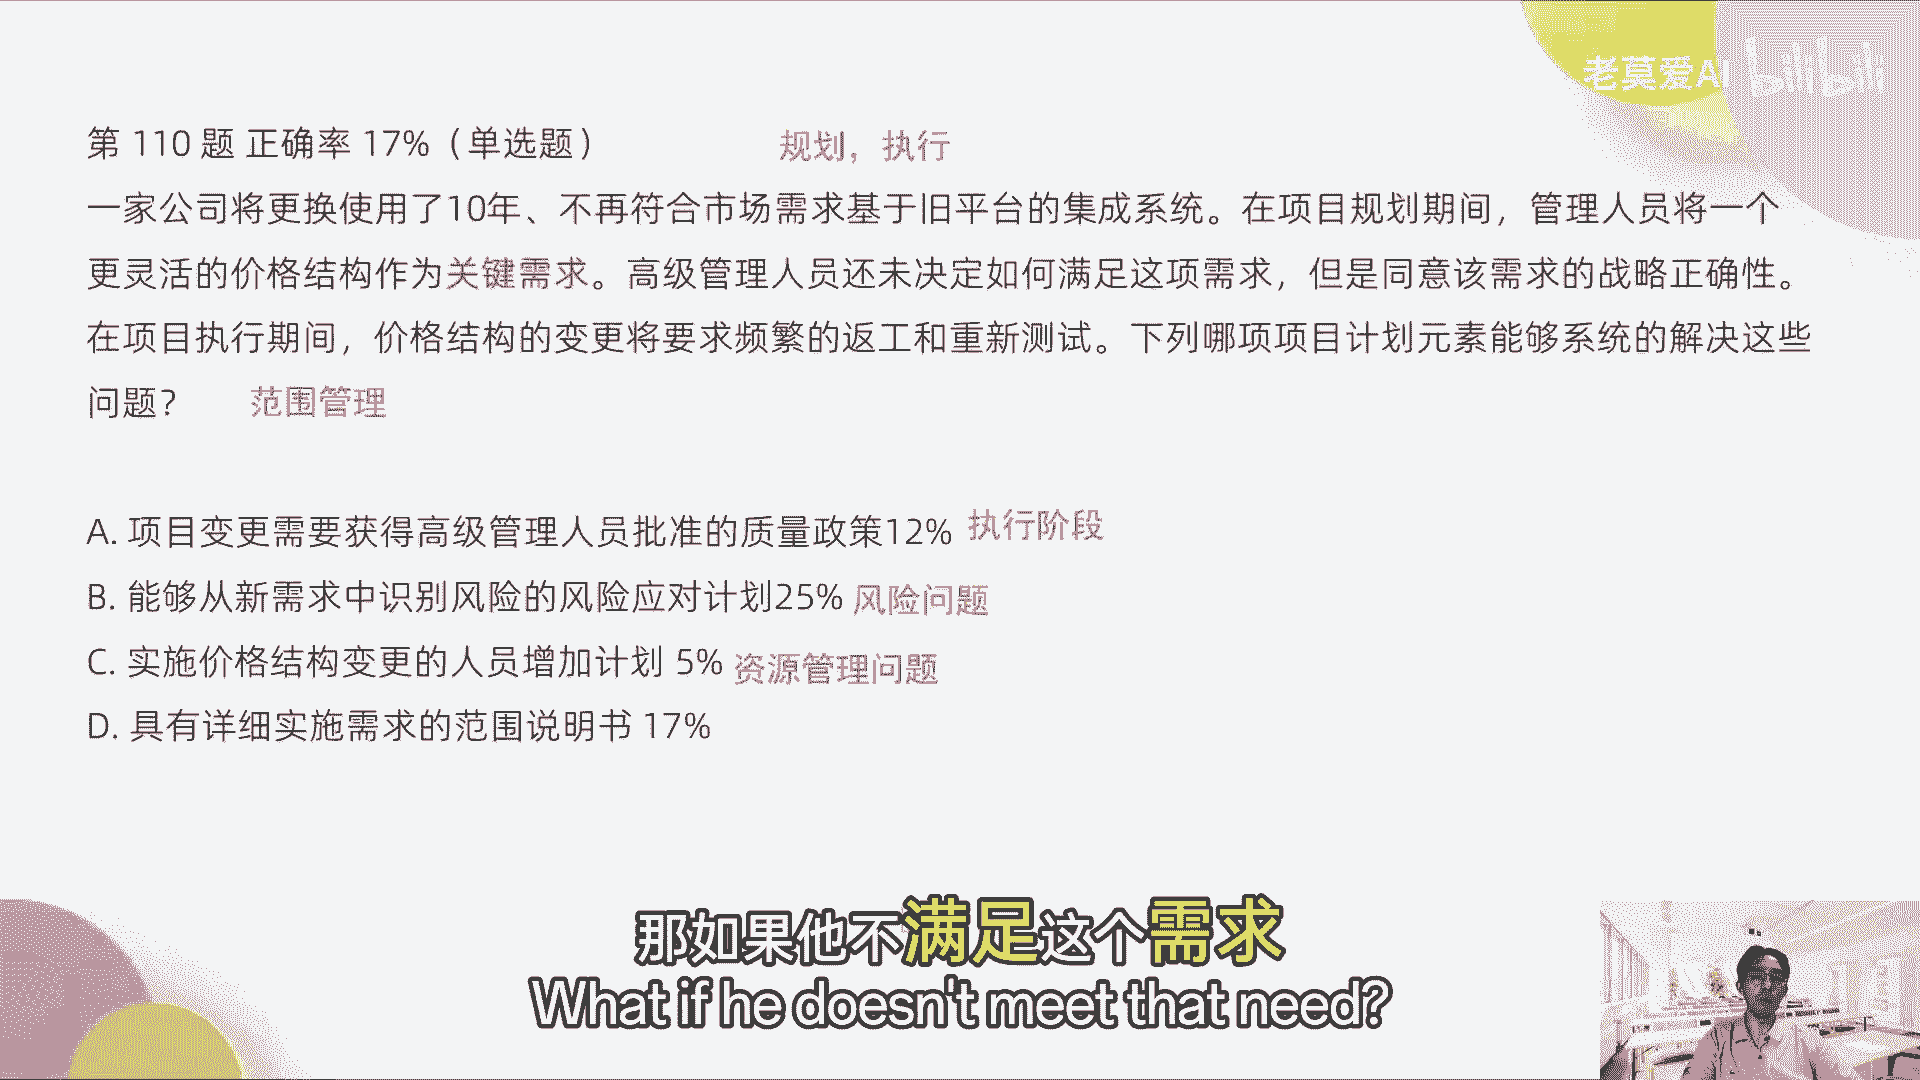 老莫爱AI bilibili
第 110 题 正确率 17%（单选题） 规划，执行
一家公司将更换使用了10年、不再符合市场需求基于旧平台的集成系统。在项目规划期间，管理人员将一个
更灵活的价格结构作为关键需求。高级管理人员还未决定如何满足这项需求，但是同意该需求的战略正确性。
在项目执行期间，价格结构的变更将要求频繁的返工和重新测试。下列哪项项目计划元素能够系统的解决这些
问题？ 范围管理
A. 项目变更需要获得高级管理人员批准的质量政策12% 执行阶段
B. 能够从新需求中识别风险的风险应对计划25% 风险问题
C. 实施价格结构变更的人员增加计划 5% 资源管理问题
D. 具有详细实施需求的范围说明书 17%
那如果他不满足这个需求
What if he doesn't meet that need?